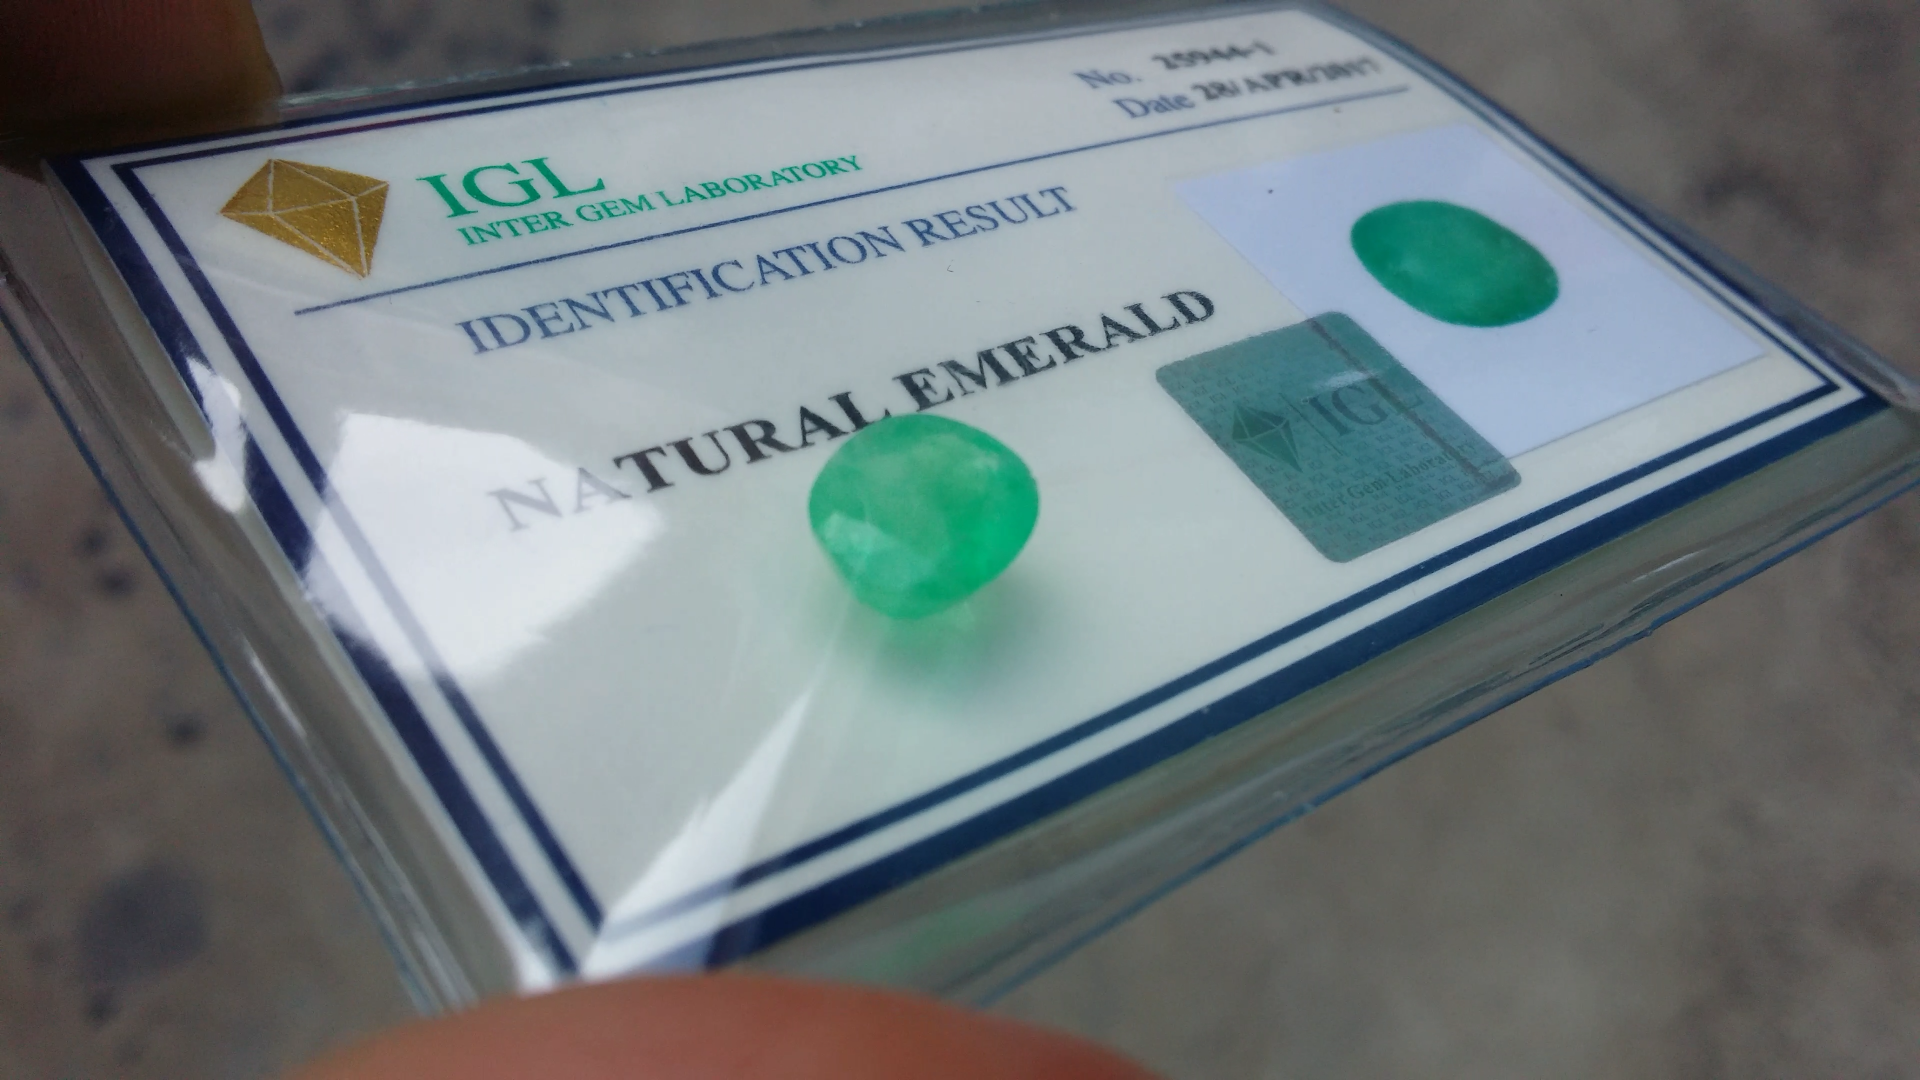 No. 25944-1
Date 28/APR/2017
IGL
INTER GEM LABORATORY
IDENTIFICATION RESULT
NATURAL EMERALD
IGL
Inter Gem Laboratory